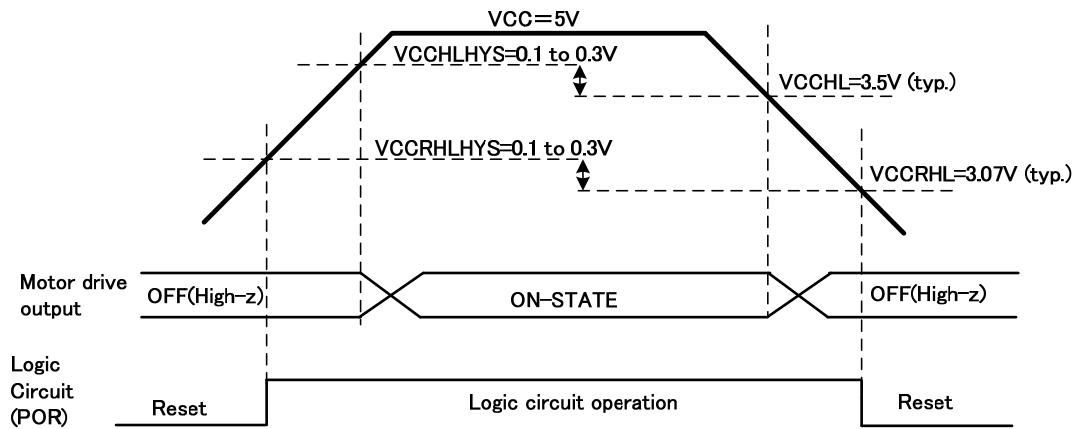 VCC=5V
VCCHLHYS=0.1 to 0.3V
VCCHL=3.5V (typ.)
VCCRHLHYS=0.1 to 0.3V
VCCRHL=3.07V (typ.)
Motor drive
output
OFF(High-z)
ON-STATE
OFF(High-z)
Logic
Circuit
(POR)
Reset
Logic circuit operation
Reset